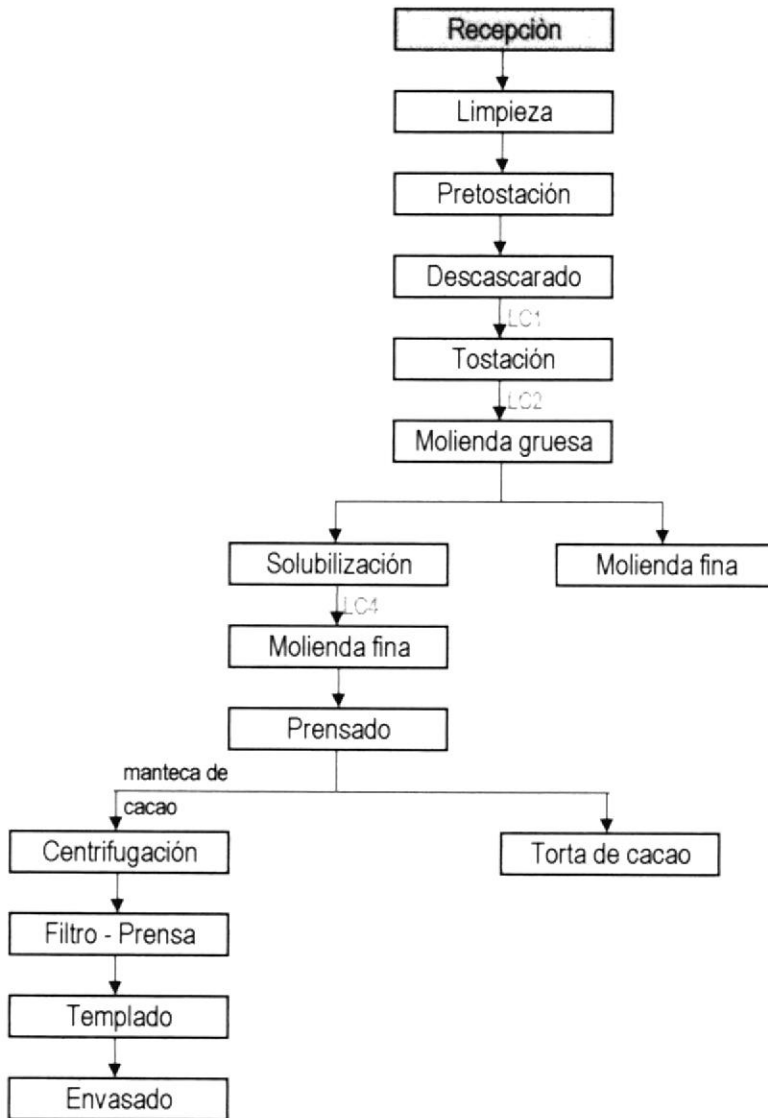 Recepciòn
Limpieza
Pretostación
Descascarado
LC1
Tostación
LC2
Molienda gruesa
Solubilización
Molienda fina
LC4
Molienda fina
Prensado
manteca de
cacao
Centrifugación
Torta de cacao
Filtro - Prensa
Templado
Envasado